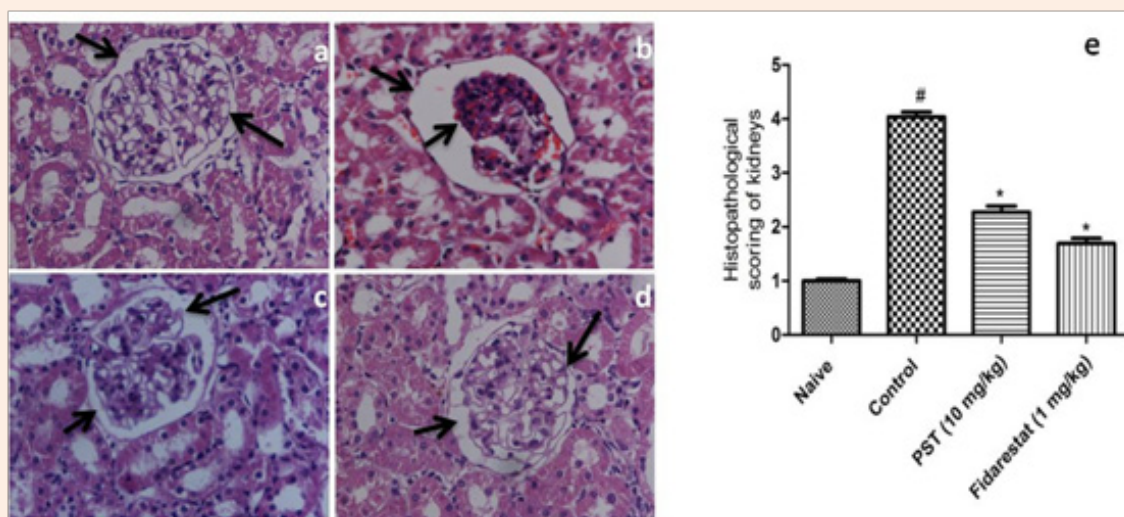 a
b
c
d
e
Histopathological
scoring of kidneys
5
4
3
2
1
0
#
*
*
Naive
Control
PST (10 mg/kg)
Fidarestat (1 mg/kg)